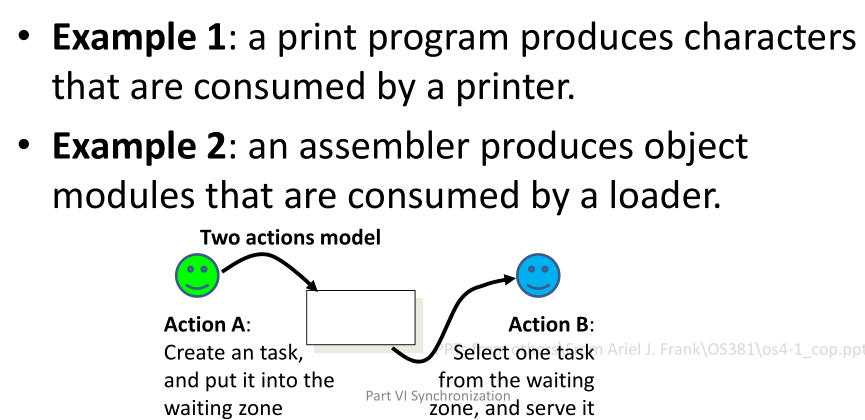 • Example 1: a print program produces characters
that are consumed by a printer.
• Example 2: an assembler produces object
modules that are consumed by a loader.
Two actions model
Action A:
Create an task,
and put it into the
waiting zone
Action B:
Select one task
from the waiting
zone, and serve it
From Ariel J. Frank\OS381\os4-1_cop.ppt
Part VI Synchronization